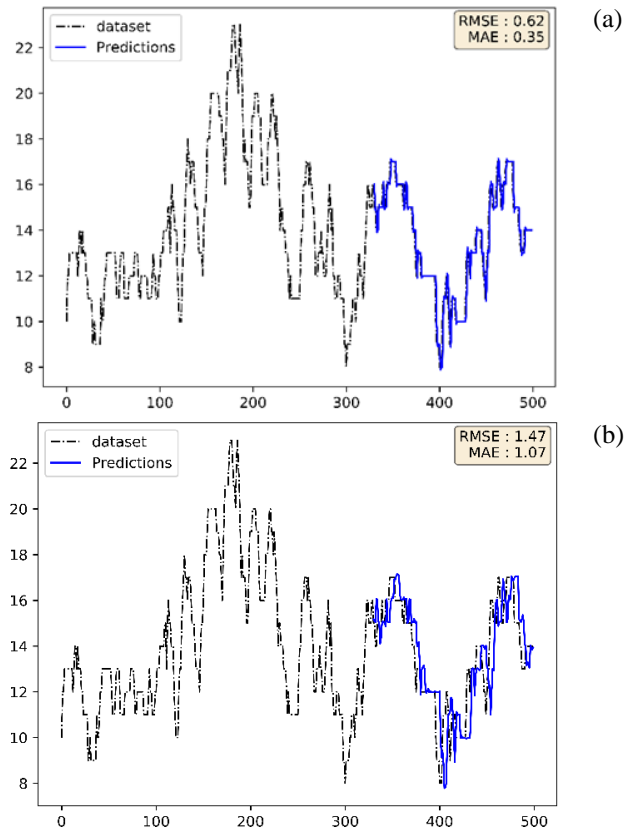 dataset
Predictions
RMSE : 0.62
MAE : 0.35
(a)
22
20
18
16
14
12
10
8
0 100 200 300 400 500
dataset
Predictions
RMSE : 1.47
MAE : 1.07
(b)
22
20
18
16
14
12
10
8
0 100 200 300 400 500